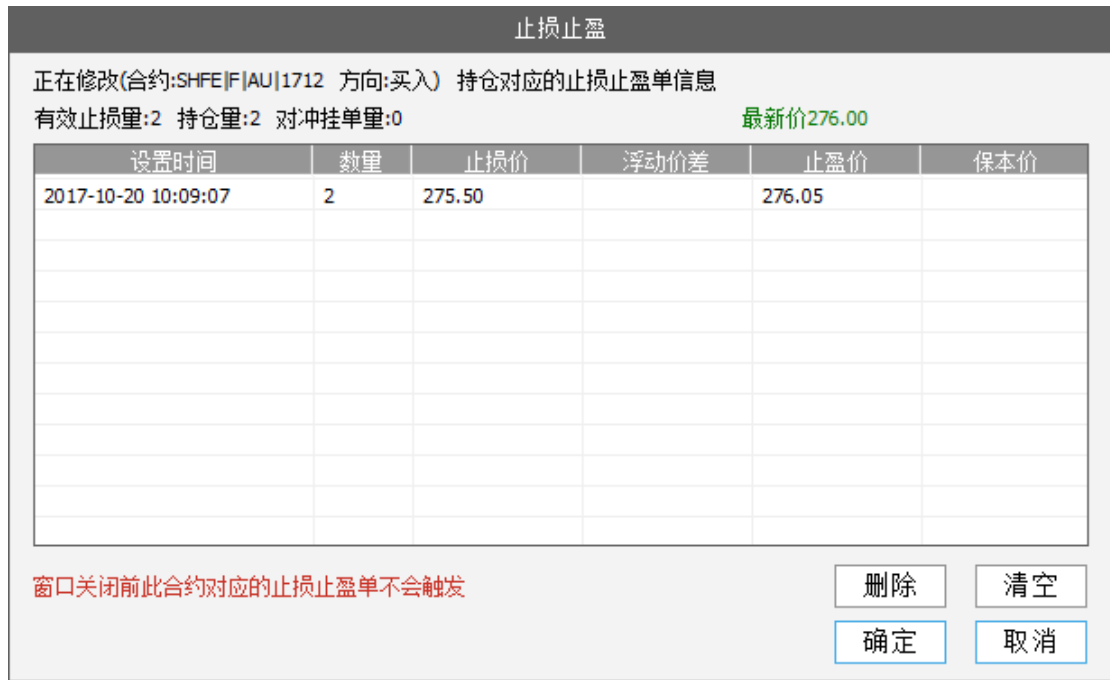 止损止盈
正在修改(合约:SHFE|F|AU|1712 方向:买入) 持仓对应的止损止盈单信息
有效止损量:2 持仓量:2 对冲挂单量:0 最新价276.00
设置时间 数量 止损价 浮动价差 止盈价 保本价
2017-10-20 10:09:07 2 275.50 276.05
窗口关闭前此合约对应的止损止盈单不会触发
删除 清空
确定 取消